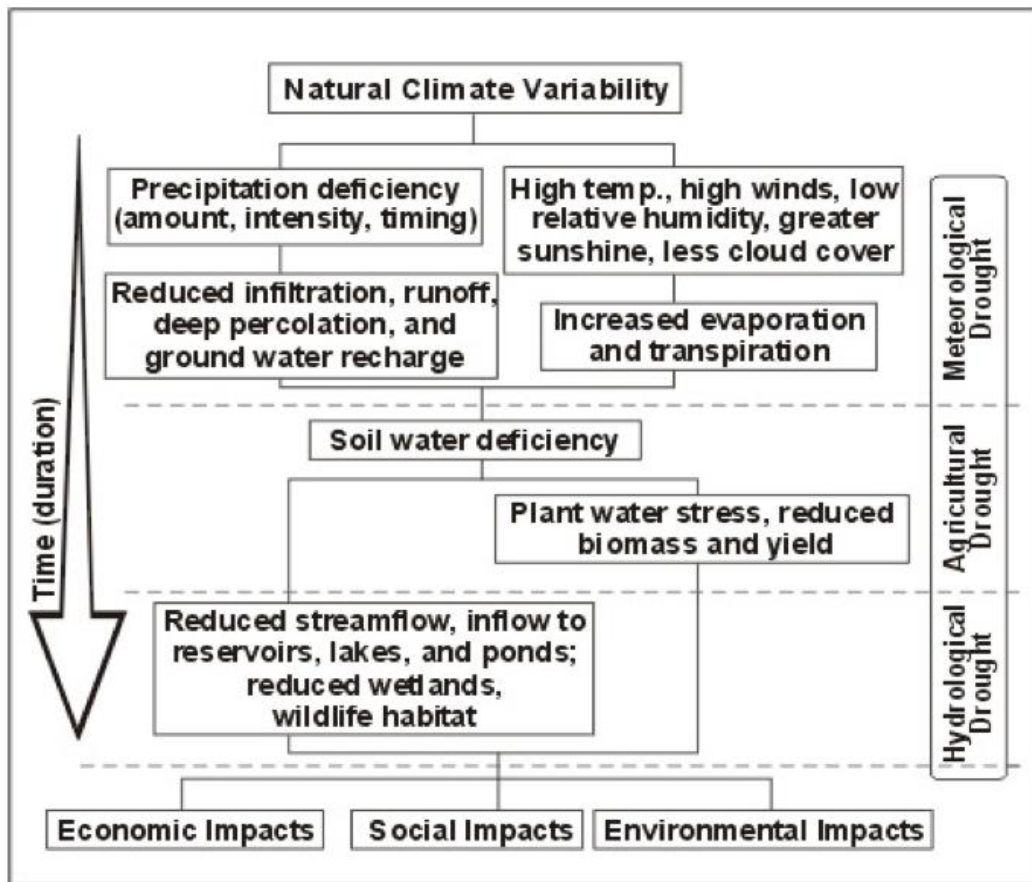 Natural Climate Variability
Precipitation deficiency
(amount, intensity, timing)
High temp., high winds, low
relative humidity, greater
sunshine, less cloud cover
Reduced infiltration, runoff,
deep percolation, and
ground water recharge
Increased evaporation
and transpiration
Meteorological
Drought
Soil water deficiency
Plant water stress, reduced
biomass and yield
Agricultural
Drought
Time (duration)
Reduced streamflow, inflow to
reservoirs, lakes, and ponds;
reduced wetlands,
wildlife habitat
Hydrological
Drought
Economic Impacts
Social Impacts
Environmental Impacts